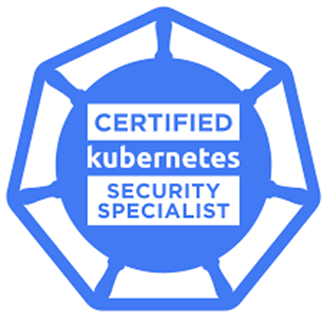 CERTIFIED
kubernetes
SECURITY
SPECIALIST